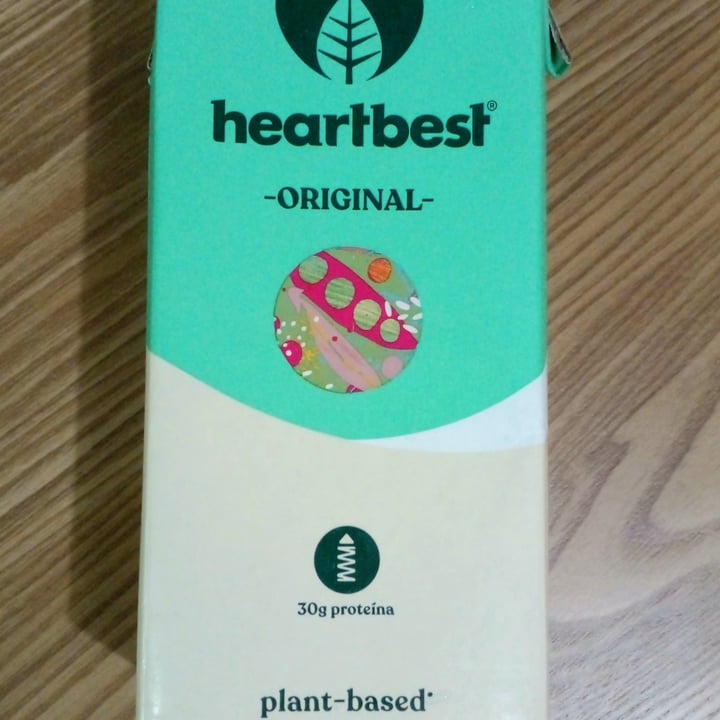 heartbest®
-ORIGINAL-
30g proteína
plant-based•